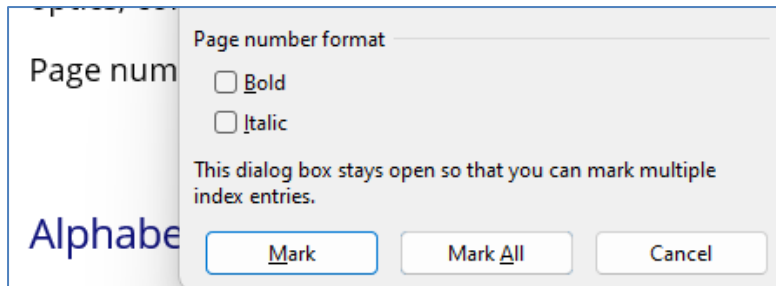 Page number format
Page num
Bold
Italic
This dialog box stays open so that you can mark multiple
index entries.
Alphabe
Mark Mark All Cancel